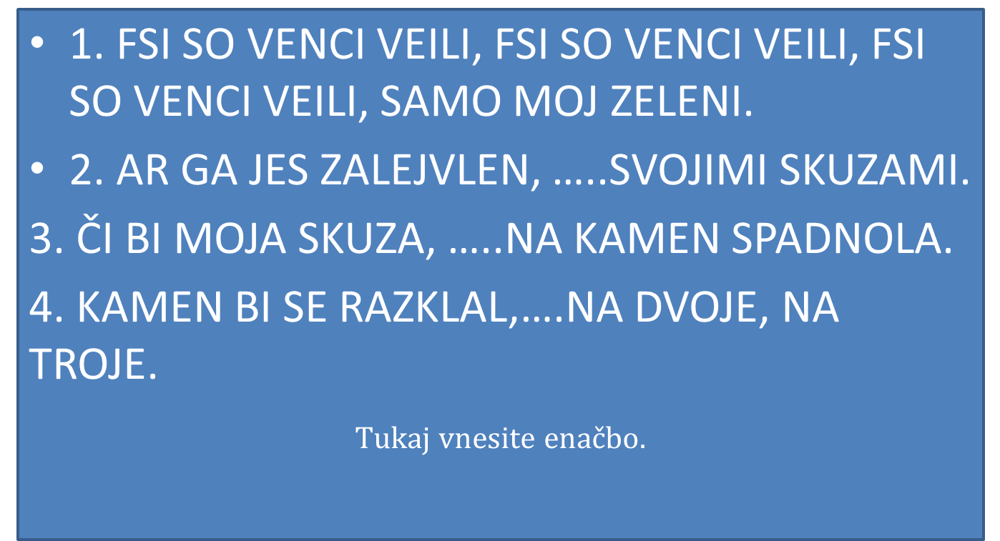 • 1. FSI SO VENCI VEILI, FSI SO VENCI VEILI, FSI
SO VENCI VEILI, SAMO MOJ ZELENI.
• 2. AR GA JES ZALEJVLEN, …..SVOJIMI SKUZAMI.
3. ČI BI MOJA SKUZA, …..NA KAMEN SPADNOLA.
4. KAMEN BI SE RAZKLAL,….NA DVOJE, NA
TROJE.
Tukaj vnesite enačbo.